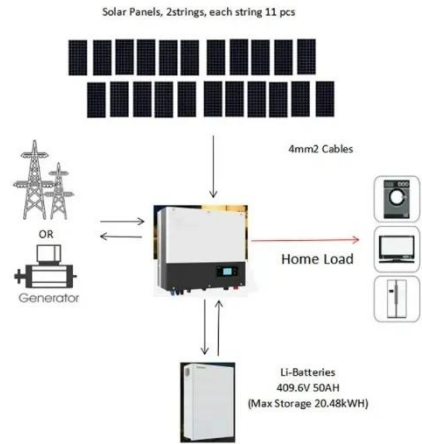 Solar Panels, 2strings, each string 11 pcs
4mm2 Cables
OR
Generator
Home Load
Li-Batteries
409.6V 50AH
(Max Storage 20.48kWH)